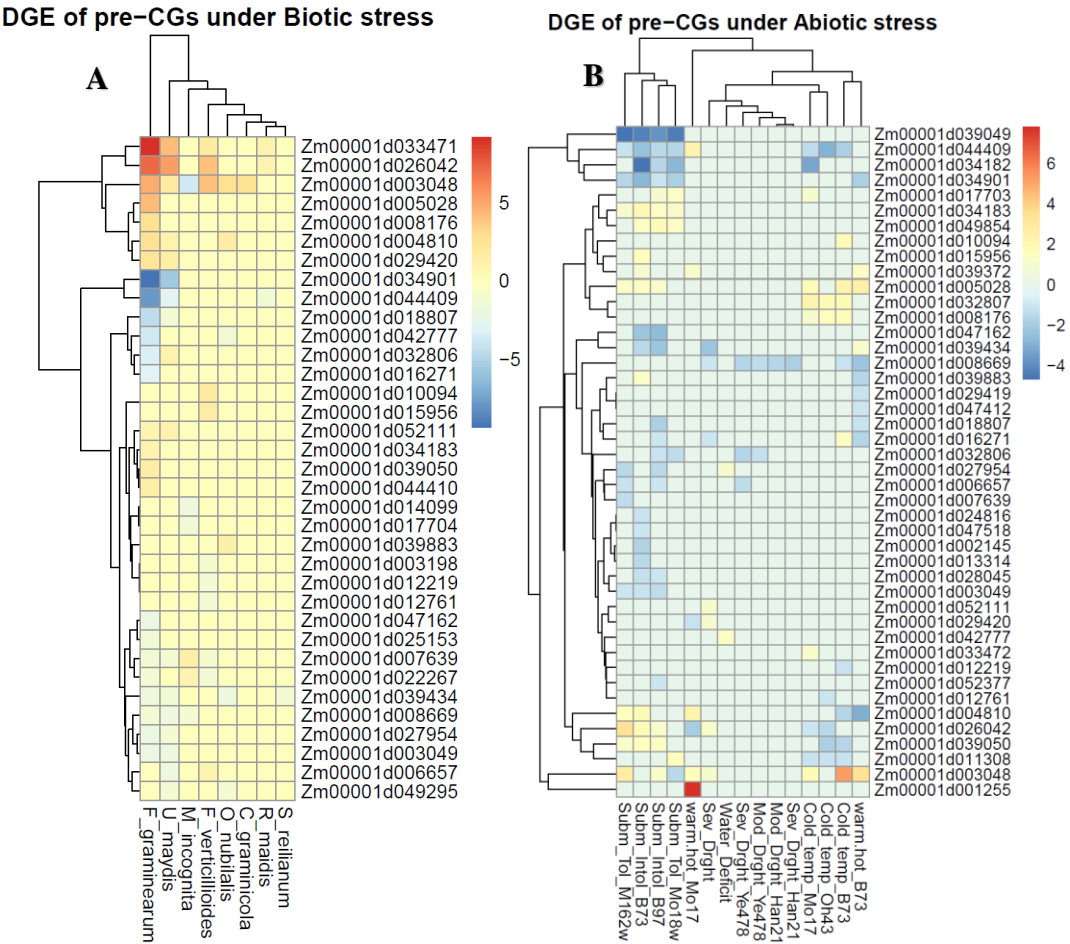 DGE of pre−CGs under Biotic stress
A
Zm00001d033471
Zm00001d026042
Zm00001d003048
Zm00001d005028
Zm00001d008176
Zm00001d004810
Zm00001d029420
Zm00001d034901
Zm00001d044409
Zm00001d018807
Zm00001d042777
Zm00001d032806
Zm00001d016271
Zm00001d010094
Zm00001d015956
Zm00001d052111
Zm00001d034183
Zm00001d039050
Zm00001d044410
Zm00001d014099
Zm00001d017704
Zm00001d039883
Zm00001d003198
Zm00001d012219
Zm00001d012761
Zm00001d047162
Zm00001d025153
Zm00001d007639
Zm00001d022267
Zm00001d039434
Zm00001d008669
Zm00001d027954
Zm00001d003049
Zm00001d006657
Zm00001d049295
5
0
−5
F_graminearum
U_maydis
M_incognita
F_verticillioides
O_nubilalis
C_graminicola
R_maidis
S_reilianum
DGE of pre−CGs under Abiotic stress
B
Zm00001d039049
Zm00001d044409
Zm00001d034182
Zm00001d034901
Zm00001d017703
Zm00001d034183
Zm00001d049854
Zm00001d010094
Zm00001d015956
Zm00001d039372
Zm00001d005028
Zm00001d032807
Zm00001d008176
Zm00001d047162
Zm00001d039434
Zm00001d008669
Zm00001d039883
Zm00001d029419
Zm00001d047412
Zm00001d018807
Zm00001d016271
Zm00001d032806
Zm00001d027954
Zm00001d006657
Zm00001d007639
Zm00001d024816
Zm00001d047518
Zm00001d002145
Zm00001d013314
Zm00001d028045
Zm00001d003049
Zm00001d052111
Zm00001d029420
Zm00001d042777
Zm00001d033472
Zm00001d012219
Zm00001d052377
Zm00001d012761
Zm00001d004810
Zm00001d026042
Zm00001d039050
Zm00001d011308
Zm00001d003048
Zm00001d001255
6
4
2
0
−2
−4
Subm_Tol_M162w
Subm_Intol_B73
Subm_Intol_B97
Subm_Tol_Mo18w
warm.hot_Mo17
Sev_Drght
Water_Deficit
Sev_Drght_Ye478
Mod_Drght_Ye478
Mod_Drght_Han21
Sev_Drght_Han21
Cold_temp_Mo17
Cold_temp_Oh43
Cold_temp_B73
warm.hot_B73